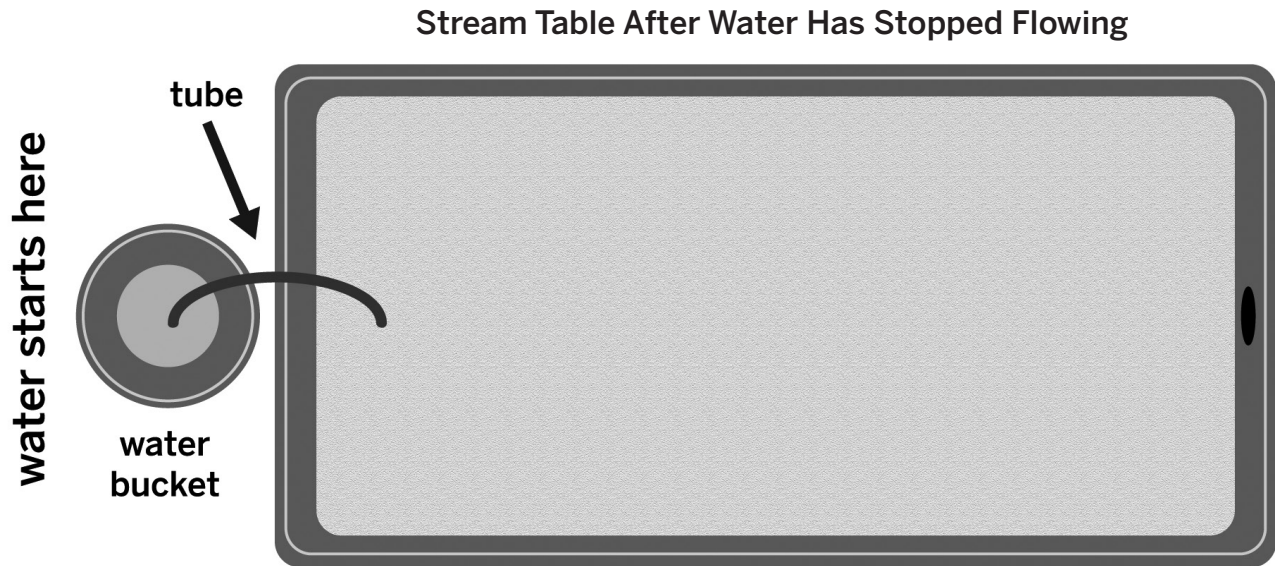 Stream Table After Water Has Stopped Flowing
tube
water starts here
water
bucket